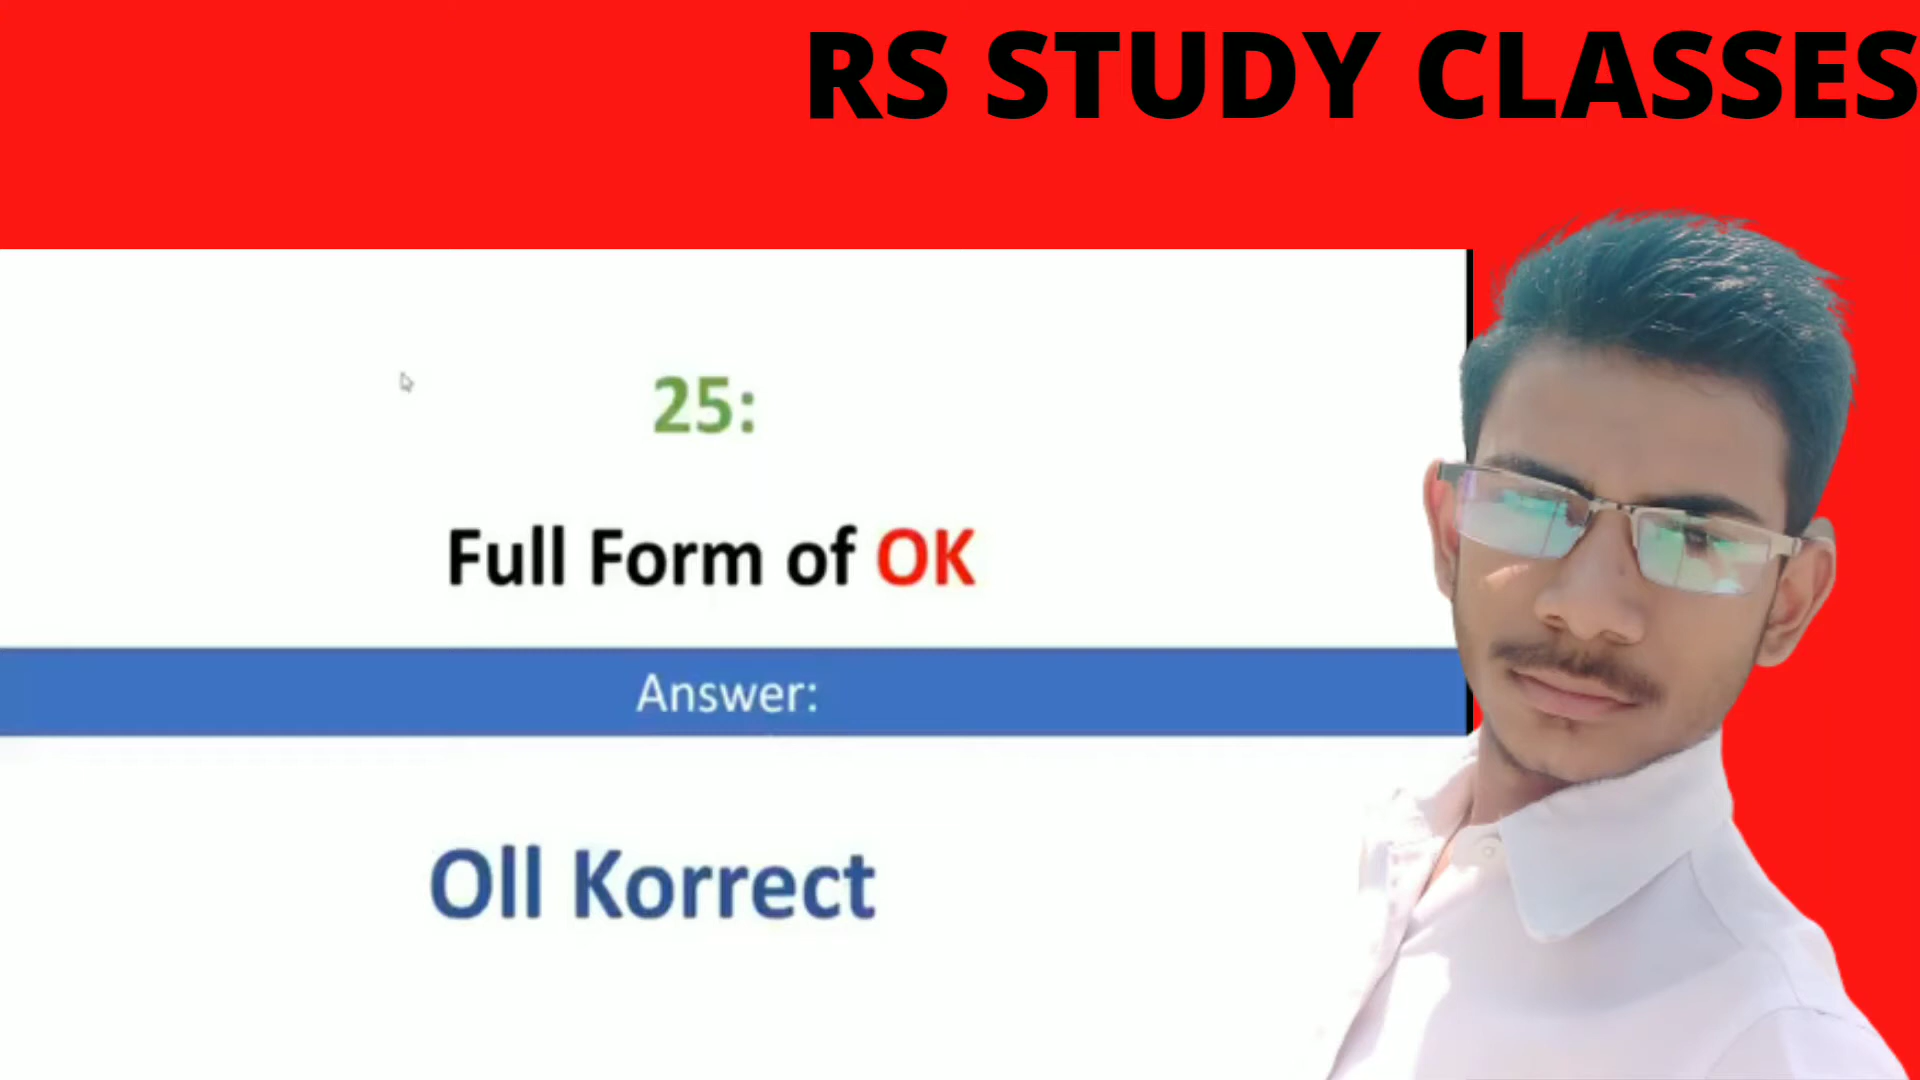 RS STUDY CLASSES
25:
Full Form of OK
Answer:
Oll Korrect